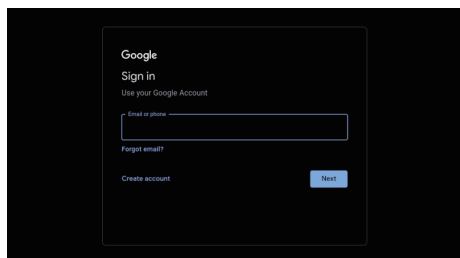 Google
Sign in
Use your Google Account
Email or phone
Forgot email?
Create account
Next